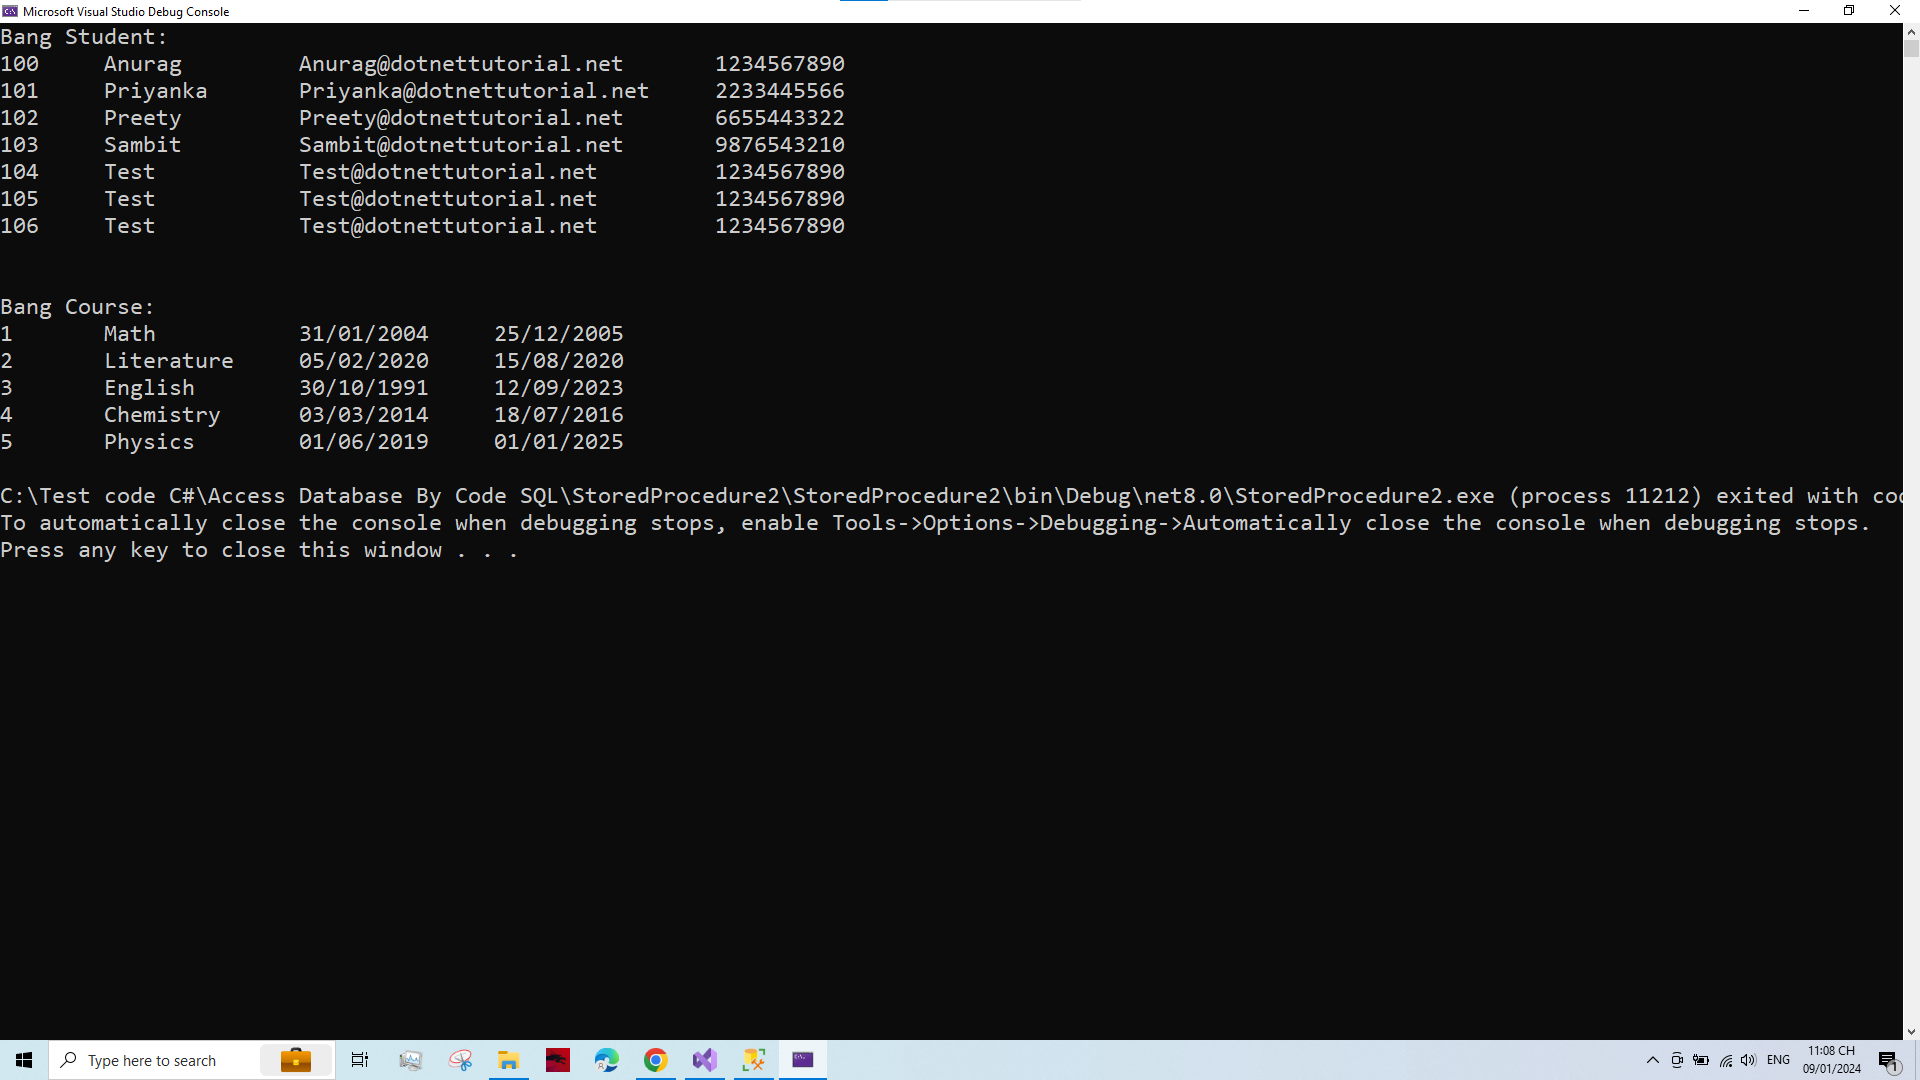 Microsoft Visual Studio Debug Console
Bang Student:
100 Anurag Anurag@dotnettutorial.net 1234567890
101 Priyanka Priyanka@dotnettutorial.net 2233445566
102 Preety Preety@dotnettutorial.net 6655443322
103 Sambit Sambit@dotnettutorial.net 9876543210
104 Test Test@dotnettutorial.net 1234567890
105 Test Test@dotnettutorial.net 1234567890
106 Test Test@dotnettutorial.net 1234567890
Bang Course:
1 Math 31/01/2004 25/12/2005
2 Literature 05/02/2020 15/08/2020
3 English 30/10/1991 12/09/2023
4 Chemistry 03/03/2014 18/07/2016
5 Physics 01/06/2019 01/01/2025
C:\Test code C#\Access Database By Code SQL\StoredProcedure2\StoredProcedure2\bin\Debug\net8.0\StoredProcedure2.exe (process 11212) exited with
To automatically close the console when debugging stops, enable Tools->Options->Debugging->Automatically close the console when debugging stops.
Press any key to close this window . . .
Type here to search
ENG
11:08 CH
09/01/2024
1